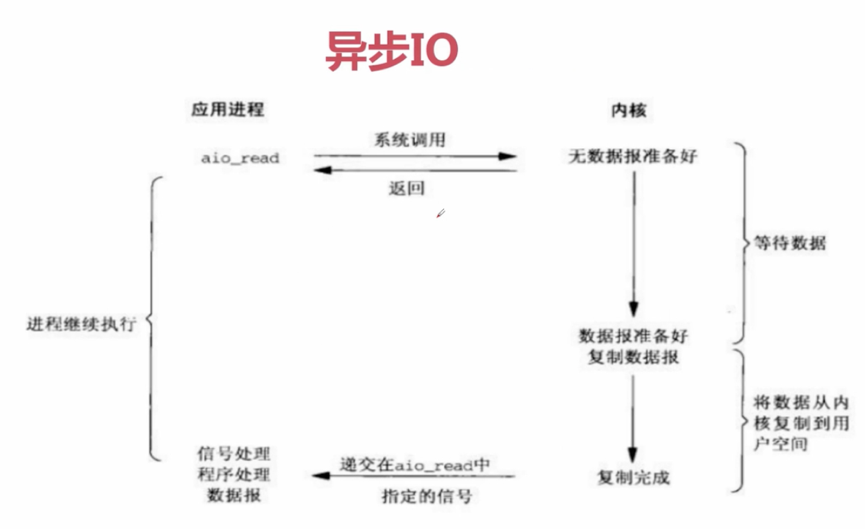 异步IO
应用进程
内核
系统调用
aio_read
无数据报准备好
返回
等待数据
进程继续执行
数据报准备好
复制数据报
将数据从内
核复制到用
户空间
信号处理
程序处理
数据报
递交在aio_read中
指定的信号
复制完成